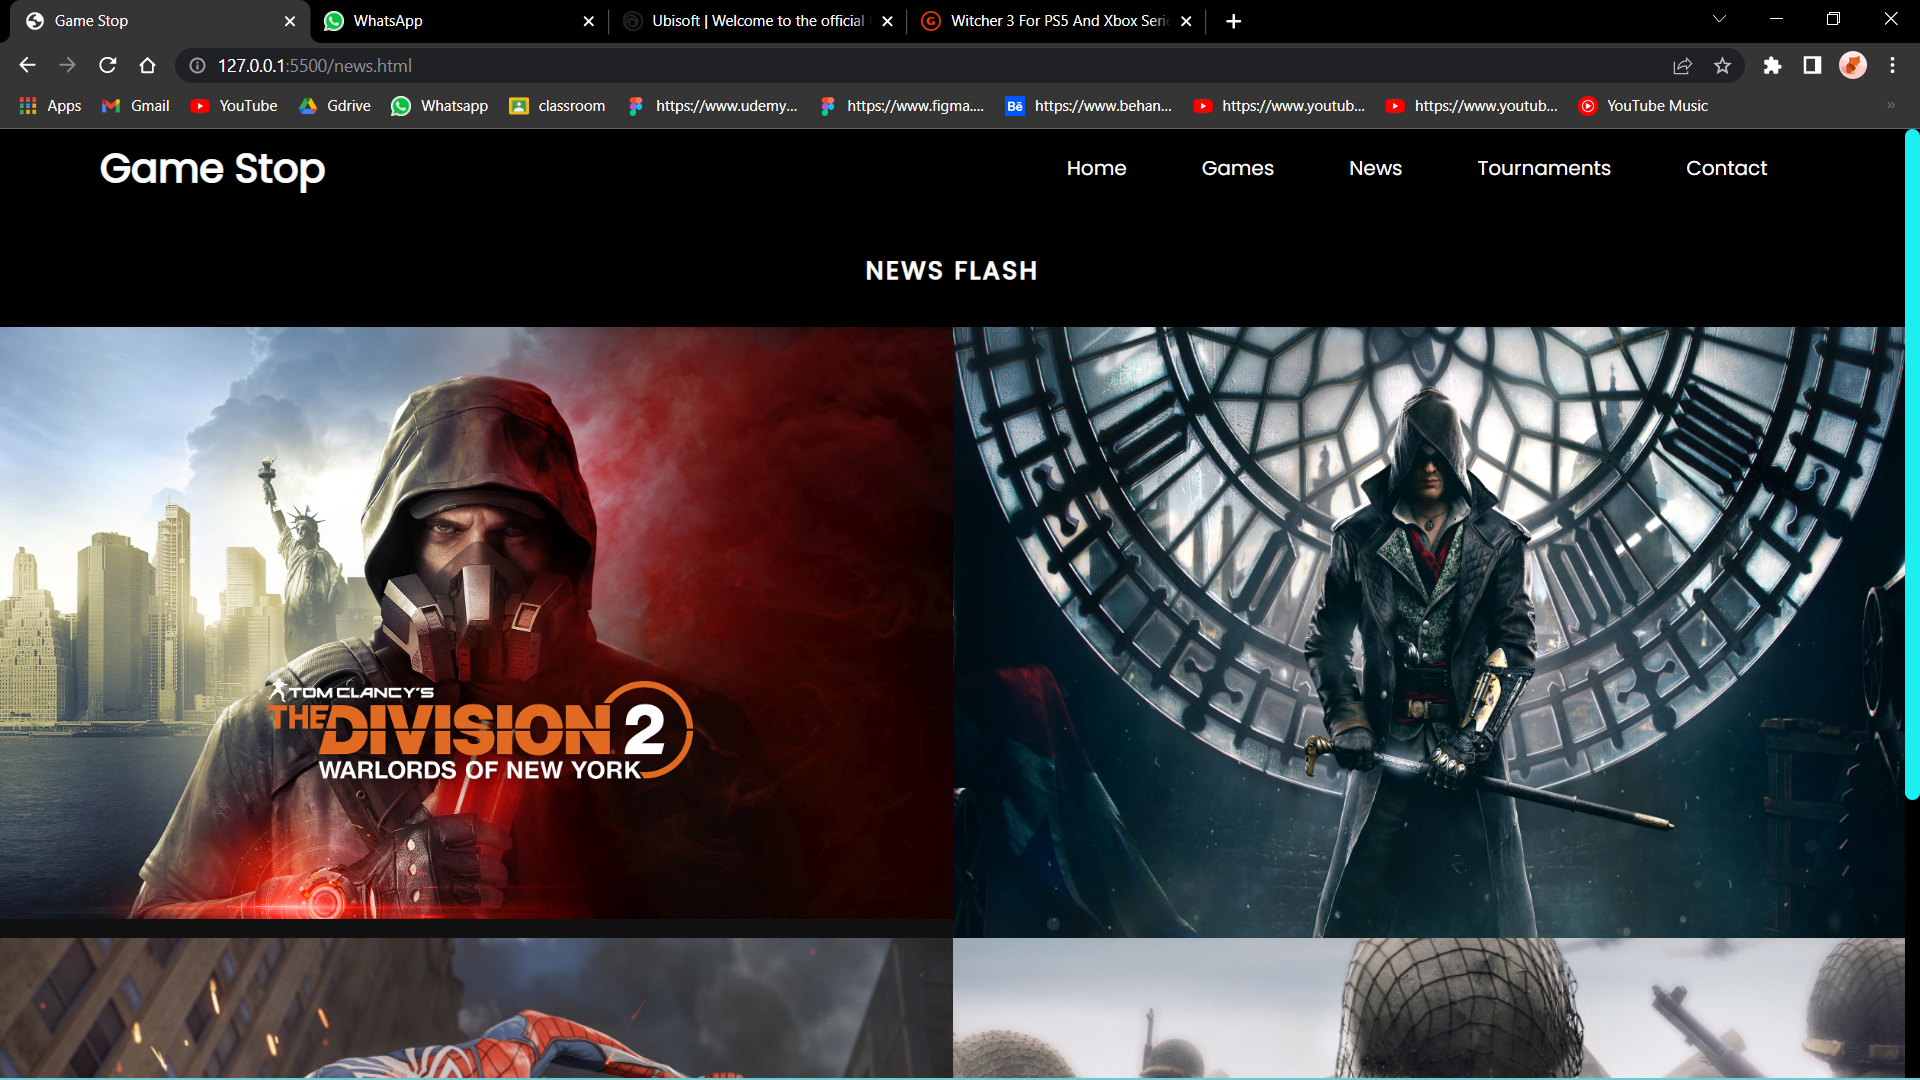 Game Stop
WhatsApp
Ubisoft | Welcome to the official
Witcher 3 For PS5 And Xbox Serie
127.0.0.1:5500/news.html
Apps
Gmail
YouTube
Gdrive
Whatsapp
classroom
https://www.udemy...
https://www.figma....
Bē
https://www.behan...
https://www.youtub...
https://www.youtub...
YouTube Music
Game Stop
Home
Games
News
Tournaments
Contact
NEWS FLASH
TOM CLANCY'S
THE DIVISION 2
WARLORDS OF NEW YORK